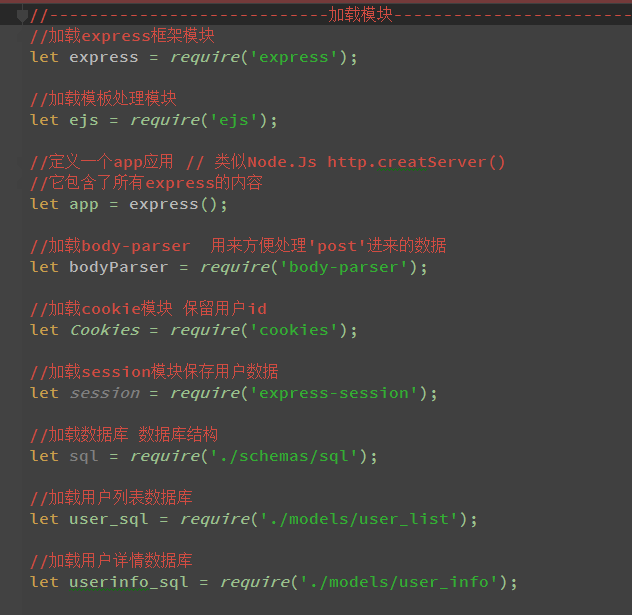 //----------------------------加载模块------------------------
//加载express框架模块
let express = require('express');
//加载模板处理模块
let ejs = require('ejs');
//定义一个app应用 // 类似Node.Js http.creatServer()
//它包含了所有express的内容
let app = express();
//加载body-parser  用来方便处理'post'进来的数据
let bodyParser = require('body-parser');
//加载cookie模块 保留用户id
let Cookies = require('cookies');
//加载session模块保存用户数据
let session = require('express-session');
//加载数据库 数据库结构
let sql = require('./schemas/sql');
//加载用户列表数据库
let user_sql = require('./models/user_list');
//加载用户详情数据库
let userinfo_sql = require('./models/user_info');